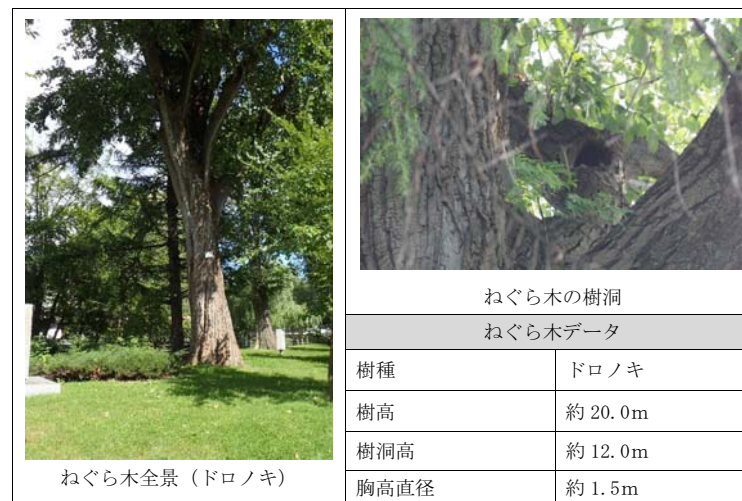 ねぐら木全景（ドロノキ）
ねぐら木の樹洞
ねぐら木データ
樹種 ドロノキ
樹高 約 20.0m
樹洞高 約 12.0m
胸高直径 約 1.5m